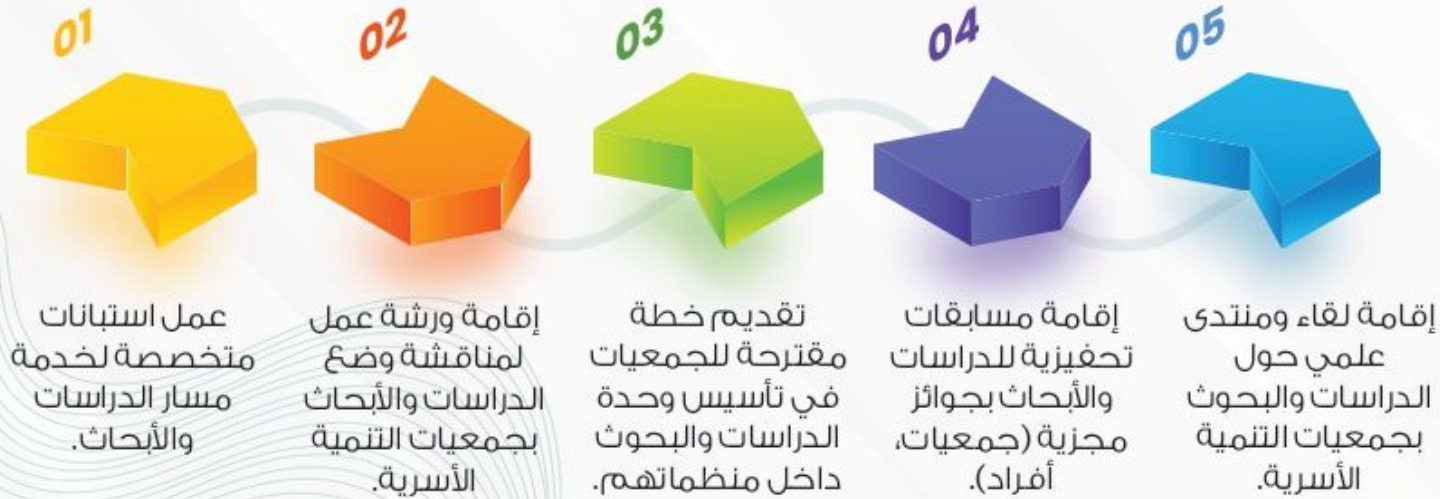 01
عمل استبانات
متخصصة لخدمة
مسار الدراسات
والأبحاث.
02
إقامة ورشة عمل
لمناقشة وضع
الدراسات والأبحاث
بجمعيات التنمية
الأسرية.
03
تقديم خطة
مقترحة للجمعيات
في تأسيس وحدة
الدراسات والبحوث
داخل منظماتهم.
04
إقامة مسابقات
تحفيزية للدراسات
والأبحاث بجوائز
مجزية (جمعيات،
أفراد).
05
إقامة لقاء ومنتدى
علمي حول
الدراسات والبحوث
بجمعيات التنمية
الأسرية.